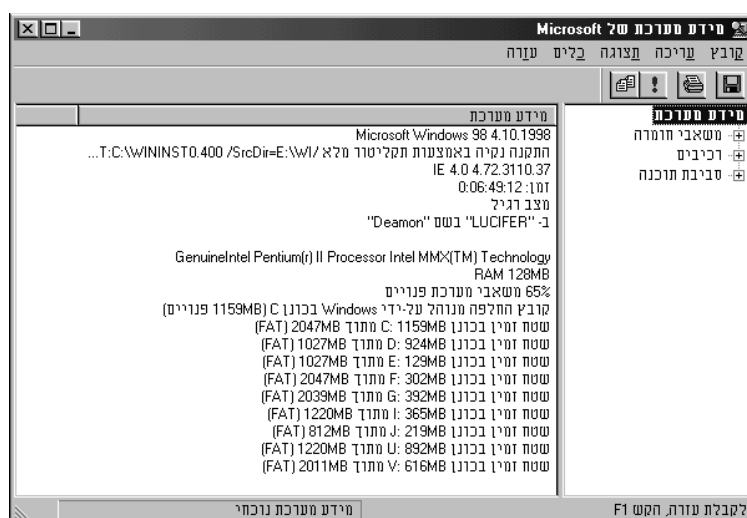 מידע מערכת של Microsoft
קובץ עריכה תצוגה כלים עזרה
מידע מערכת
משאבי חומרה
רכיבים
סביבת תוכנה
מידע מערכת
Microsoft Windows 98 4.10.1998
התקנה נקיה באמצעות תקליטור מלא /T:C:\WININST0.400 /SrcDir=E:\WI...
IE 4.0 4.72.3110.37
זמן: 0:06:49:12
מצב רגיל
ב- "LUCIFER" בשם "Deamon"
GenuineIntel Pentium(r) II Processor Intel MMX(TM) Technology
RAM 128MB
65% משאבי מערכת פנויים
קובץ החלפה מנוהל על-ידי Windows בכונן C (1159MB פנויים)
שטח זמין בכונן C: 1159MB מתוך 2047MB (FAT)
שטח זמין בכונן D: 924MB מתוך 1027MB (FAT)
שטח זמין בכונן E: 129MB מתוך 1027MB (FAT)
שטח זמין בכונן F: 302MB מתוך 2047MB (FAT)
שטח זמין בכונן G: 392MB מתוך 2039MB (FAT)
שטח זמין בכונן I: 365MB מתוך 1220MB (FAT)
שטח זמין בכונן J: 219MB מתוך 812MB (FAT)
שטח זמין בכונן U: 892MB מתוך 1220MB (FAT)
שטח זמין בכונן V: 616MB מתוך 2011MB (FAT)
לקבלת עזרה, הקש F1
מידע מערכת נוכחי